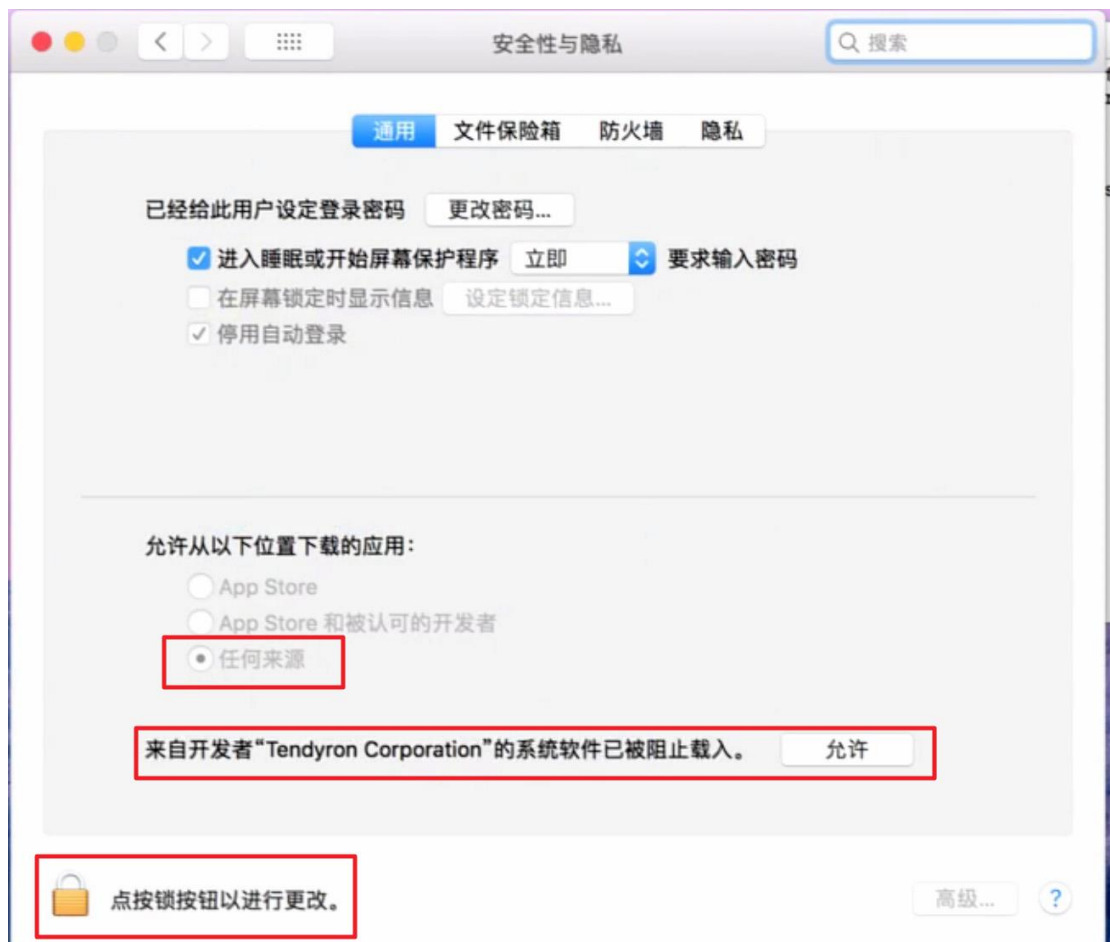 安全性与隐私
搜索
通用 文件保险箱 防火墙 隐私
已经给此用户设定登录密码 更改密码...
进入睡眠或开始屏幕保护程序 立即 要求输入密码
在屏幕锁定时显示信息 设定锁定信息...
停用自动登录
允许从以下位置下载的应用：
App Store
App Store 和被认可的开发者
任何来源
来自开发者“Tendyron Corporation”的系统软件已被阻止载入。 允许
点按锁按钮以进行更改。
高级... ?